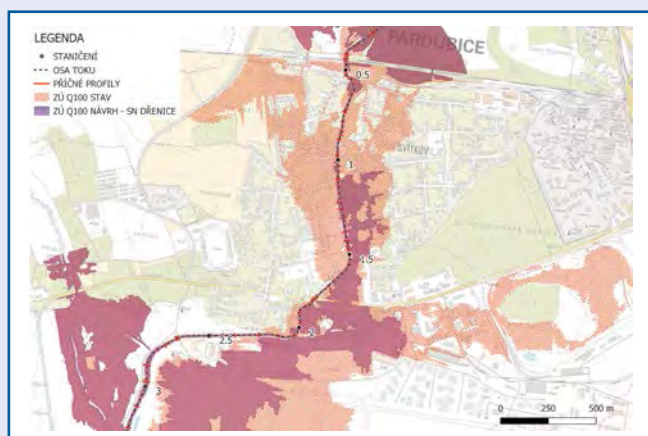 LEGENDA
STANIČENÍ
OSA TOKU
PŘÍČNÉ PROFILY
ZÚ Q100 STAV
ZÚ Q100 NÁVRH - SN DŘENICE
PARDUBICE
0.5
SVÍTKOV
1
1.5
2
2.5
3
0 250 500 m